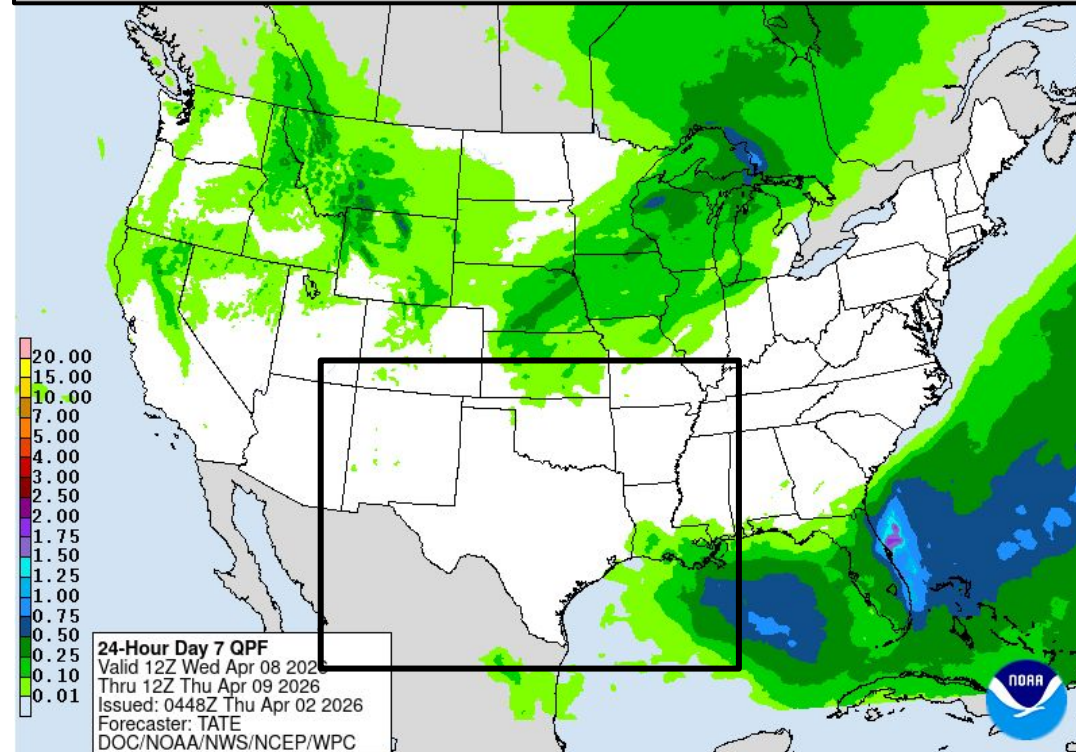 20.00
15.00
10.00
7.00
5.00
4.00
3.00
2.50
2.00
1.75
1.50
1.25
1.00
0.75
0.50
0.25
0.10
0.01
24-Hour Day 7 QPF
Valid 12Z Wed Apr 08 2026
Thru 12Z Thu Apr 09 2026
Issued: 0448Z Thu Apr 02 2026
Forecaster: TATE
DOC/NOAA/NWS/NCEP/WPC
NOAA